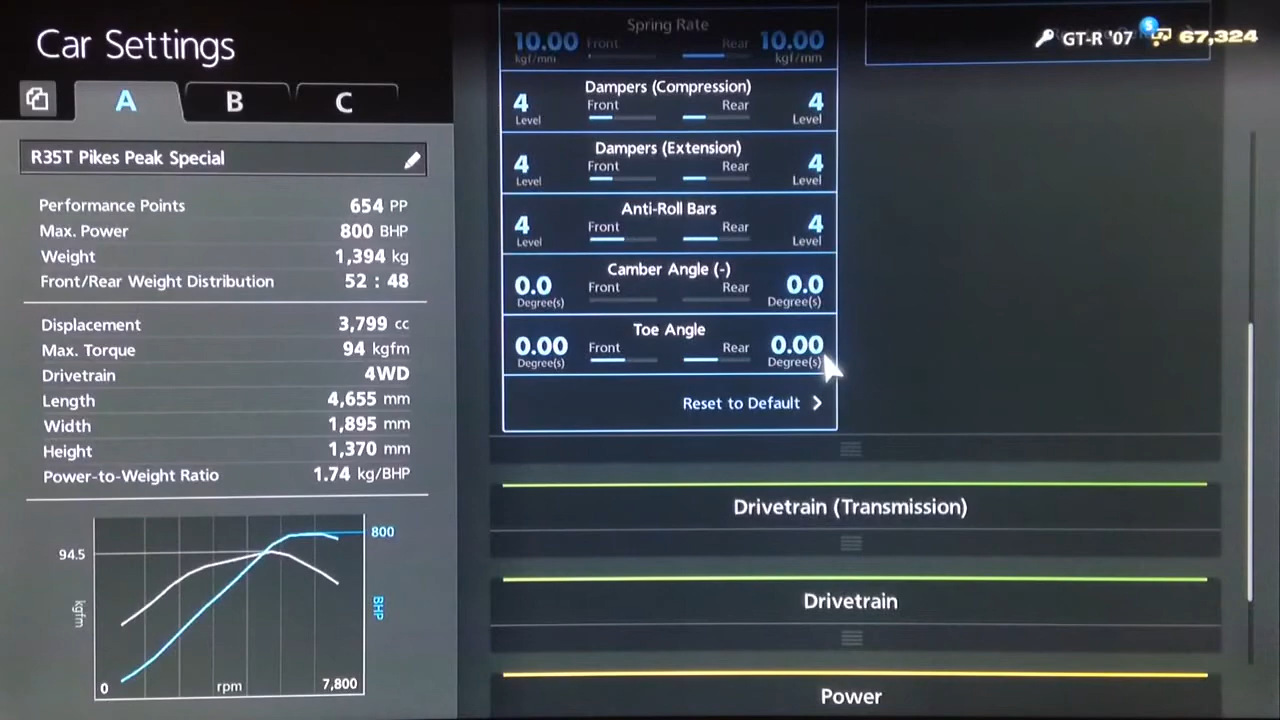 Car Settings
A
B
C
R35T Pikes Peak Special
Performance Points 654 PP
Max. Power 800 BHP
Weight 1,394 kg
Front/Rear Weight Distribution 52 : 48
Displacement 3,799 cc
Max. Torque 94 kgfm
Drivetrain 4WD
Length 4,655 mm
Width 1,895 mm
Height 1,370 mm
Power-to-Weight Ratio 1.74 kg/BHP
800
94.5
kgfm
BHP
0 rpm 7,800
Spring Rate
10.00 Front Rear 10.00
kgf/mm kgf/mm
Dampers (Compression)
4 Front Rear 4
Level Level
Dampers (Extension)
4 Front Rear 4
Level Level
Anti-Roll Bars
4 Front Rear 4
Level Level
Camber Angle (-)
0.0 Front Rear 0.0
Degree(s) Degree(s)
Toe Angle
0.00 Front Rear 0.00
Degree(s) Degree(s)
Reset to Default
Drivetrain (Transmission)
Drivetrain
Power
GT-R '07 5 67,324